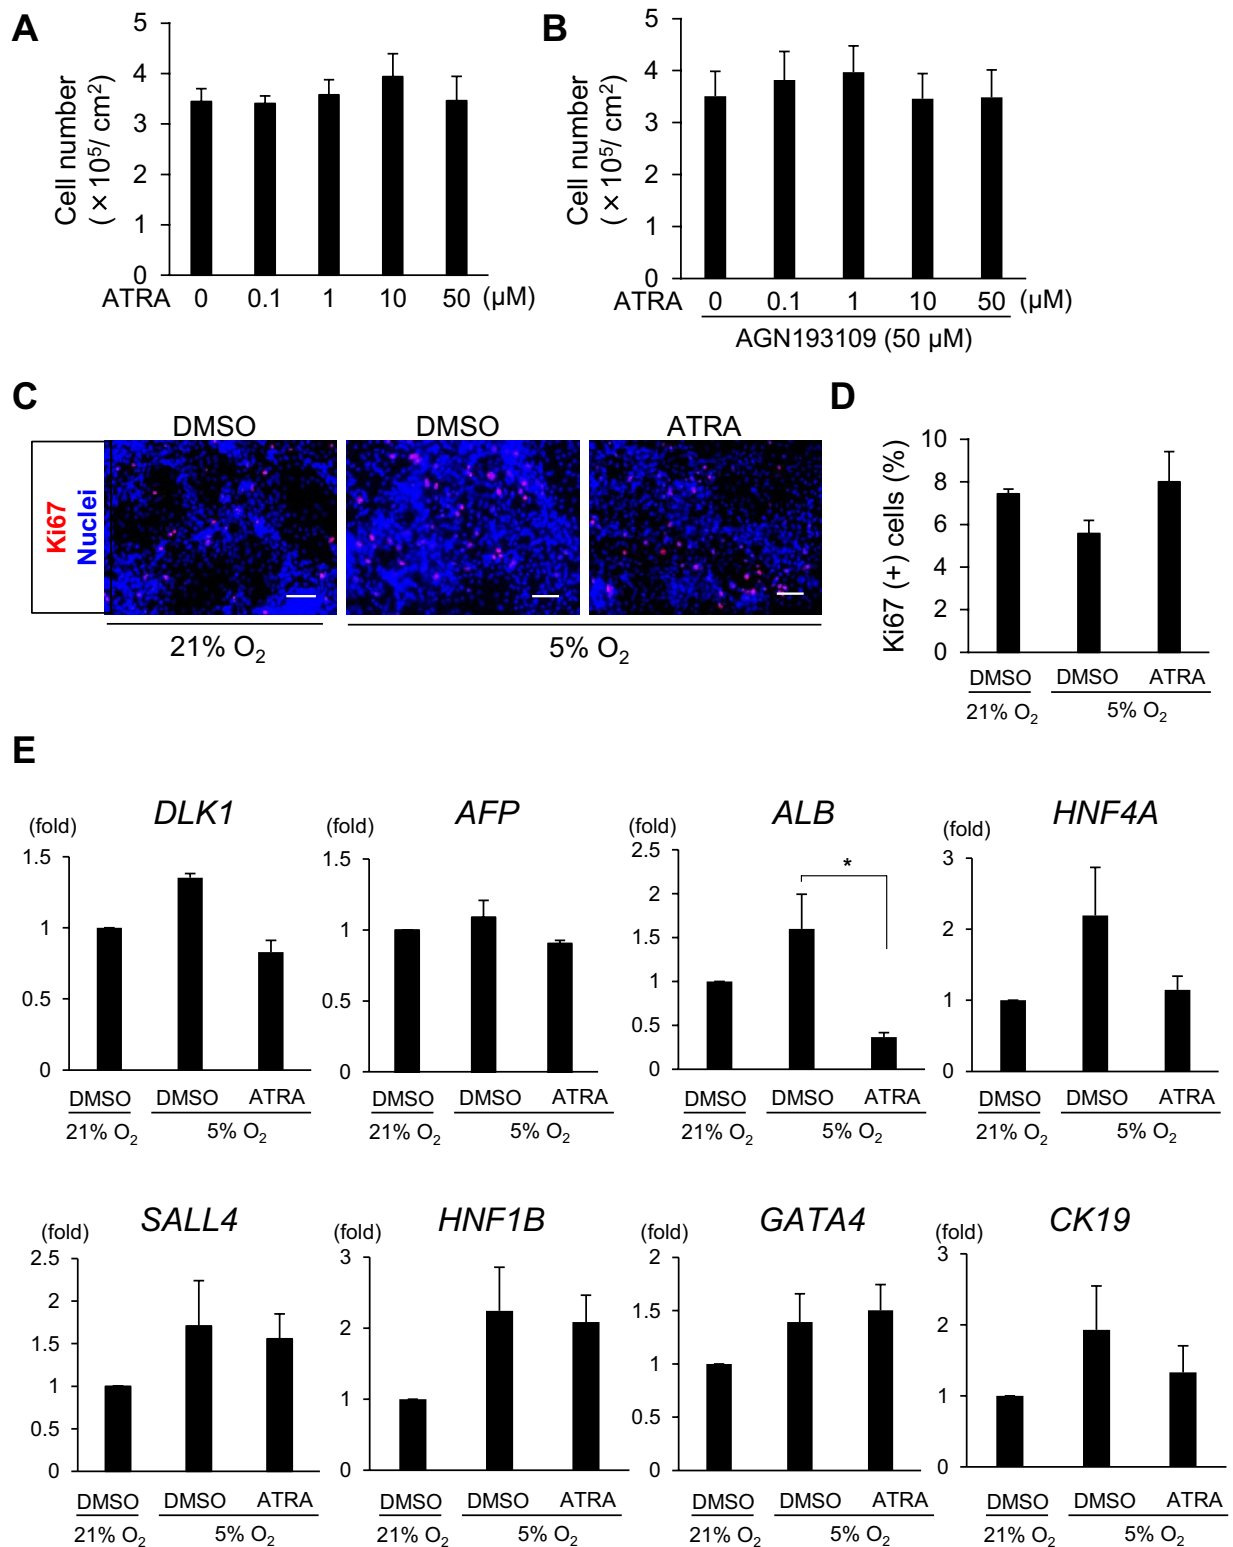 A
Cell number
(× 10⁵/ cm²)
5
4
3
2
1
0
ATRA 0 0.1 1 10 50 (µM)
B
Cell number
(× 10⁵/ cm²)
5
4
3
2
1
0
ATRA 0 0.1 1 10 50 (µM)
AGN193109 (50 µM)
C
DMSO DMSO ATRA
Ki67
Nuclei
21% O₂ 5% O₂
D
Ki67 (+) cells (%)
10
8
6
4
2
0
DMSO DMSO ATRA
21% O₂ 5% O₂
E
DLK1
(fold)
1.5
1
0.5
0
DMSO DMSO ATRA
21% O₂ 5% O₂
AFP
(fold)
1.5
1
0.5
0
DMSO DMSO ATRA
21% O₂ 5% O₂
ALB
(fold)
2.5
2
1.5
1
0.5
0
*
DMSO DMSO ATRA
21% O₂ 5% O₂
HNF4A
(fold)
3
2
1
0
DMSO DMSO ATRA
21% O₂ 5% O₂
SALL4
(fold)
2.5
2
1.5
1
0.5
0
DMSO DMSO ATRA
21% O₂ 5% O₂
HNF1B
(fold)
3
2
1
0
DMSO DMSO ATRA
21% O₂ 5% O₂
GATA4
(fold)
2
1.5
1
0.5
0
DMSO DMSO ATRA
21% O₂ 5% O₂
CK19
(fold)
3
2
1
0
DMSO DMSO ATRA
21% O₂ 5% O₂